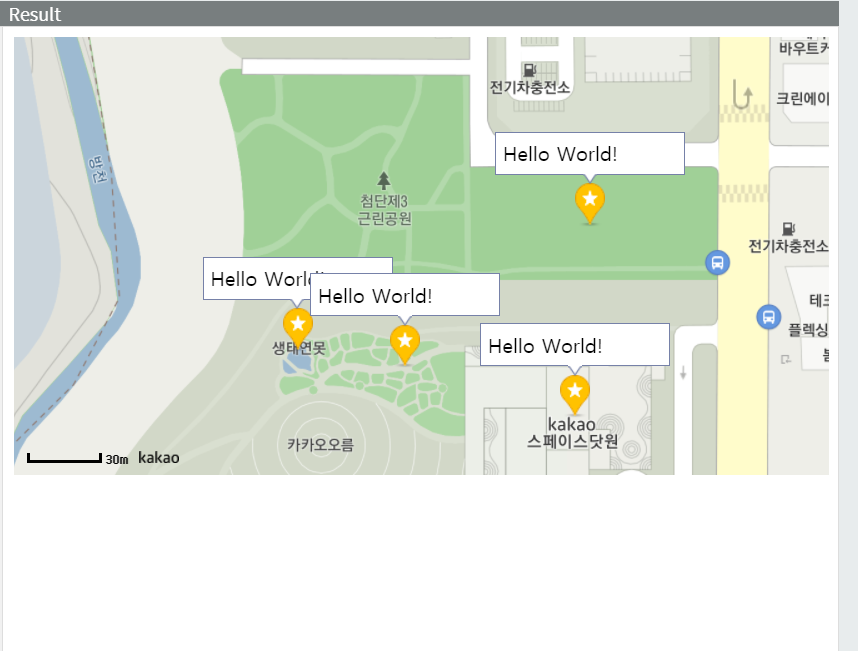 Result
바우트커
전기차충전소
크린에이
Hello World!
방천
첨단제3
근린공원
전기차충전소
Hello World!
Hello World!
테크
플렉싱
Hello World!
생태연못
kakao
스페이스닷원
카카오오름
30m
kakao